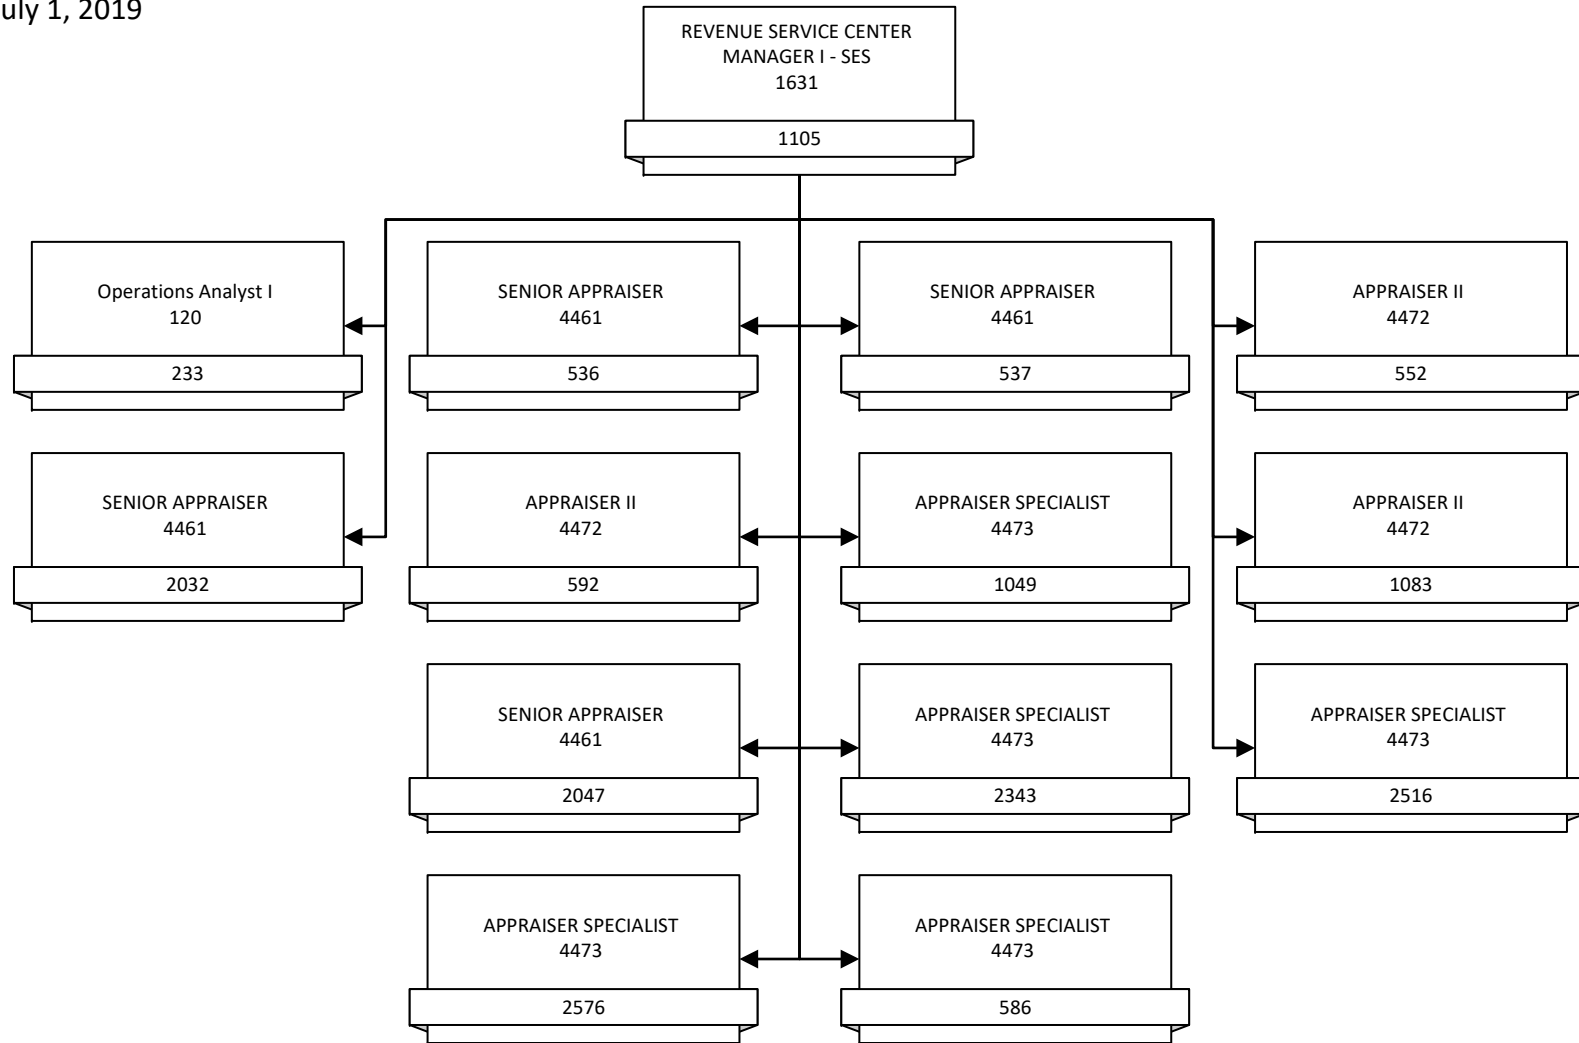 uly 1, 2019
REVENUE SERVICE CENTER
MANAGER I - SES
1631
1105
Operations Analyst I
120
233
SENIOR APPRAISER
4461
536
SENIOR APPRAISER
4461
537
APPRAISER II
4472
552
SENIOR APPRAISER
4461
2032
APPRAISER II
4472
592
APPRAISER SPECIALIST
4473
1049
APPRAISER II
4472
1083
SENIOR APPRAISER
4461
2047
APPRAISER SPECIALIST
4473
2343
APPRAISER SPECIALIST
4473
2516
APPRAISER SPECIALIST
4473
2576
APPRAISER SPECIALIST
4473
586